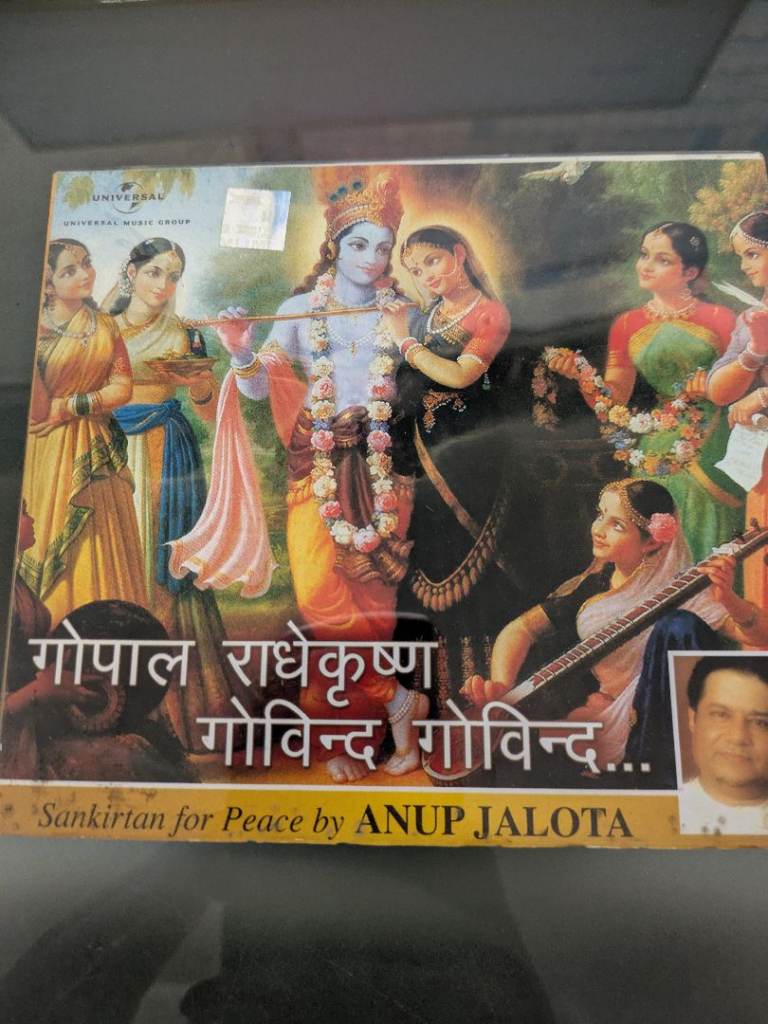 UNIVERSAL
UNIVERSAL MUSIC GROUP
गोपाल राधेकृष्ण
गोविन्द गोविन्द...
Sankirtan for Peace by ANUP JALOTA